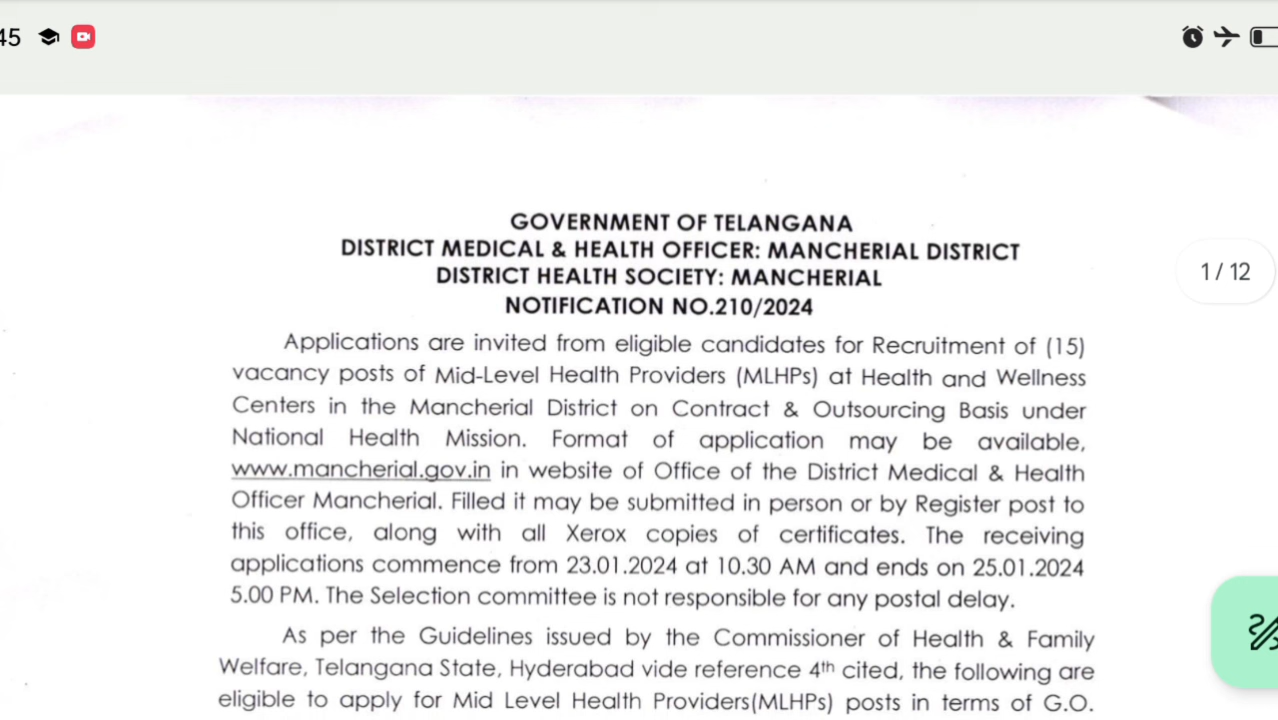 45
GOVERNMENT OF TELANGANA
DISTRICT MEDICAL & HEALTH OFFICER: MANCHERIAL DISTRICT
DISTRICT HEALTH SOCIETY: MANCHERIAL
1 / 12
NOTIFICATION NO.210/2024
Applications are invited from eligible candidates for Recruitment of (15)
vacancy posts of Mid-Level Health Providers (MLHPs) at Health and Wellness
Centers in the Mancherial District on Contract & Outsourcing Basis under
National Health Mission. Format of application may be available,
www.mancherial.gov.in in website of Office of the District Medical & Health
Officer Mancherial. Filled it may be submitted in person or by Register post to
this office, along with all Xerox copies of certificates. The receiving
applications commence from 23.01.2024 at 10.30 AM and ends on 25.01.2024
5.00 PM. The Selection committee is not responsible for any postal delay.
As per the Guidelines issued by the Commissioner of Health & Family
Welfare, Telangana State, Hyderabad vide reference 4th cited, the following are
eligible to apply for Mid Level Health Providers(MLHPs) posts in terms of G.O.